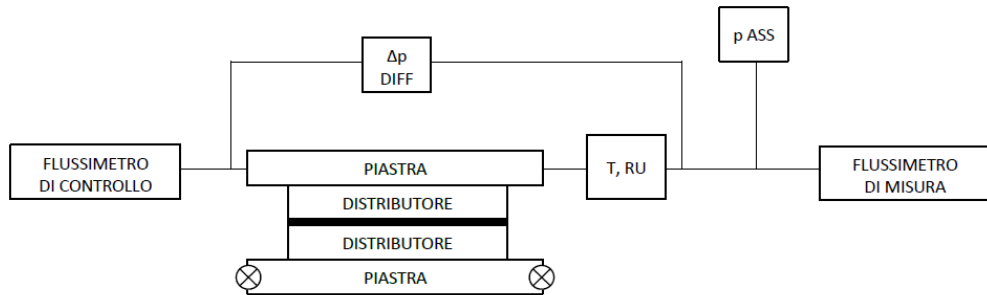 p ASS
Δp
DIFF
FLUSSIMETRO
DI CONTROLLO
PIASTRA
T, RU
FLUSSIMETRO
DI MISURA
DISTRIBUTORE
DISTRIBUTORE
PIASTRA